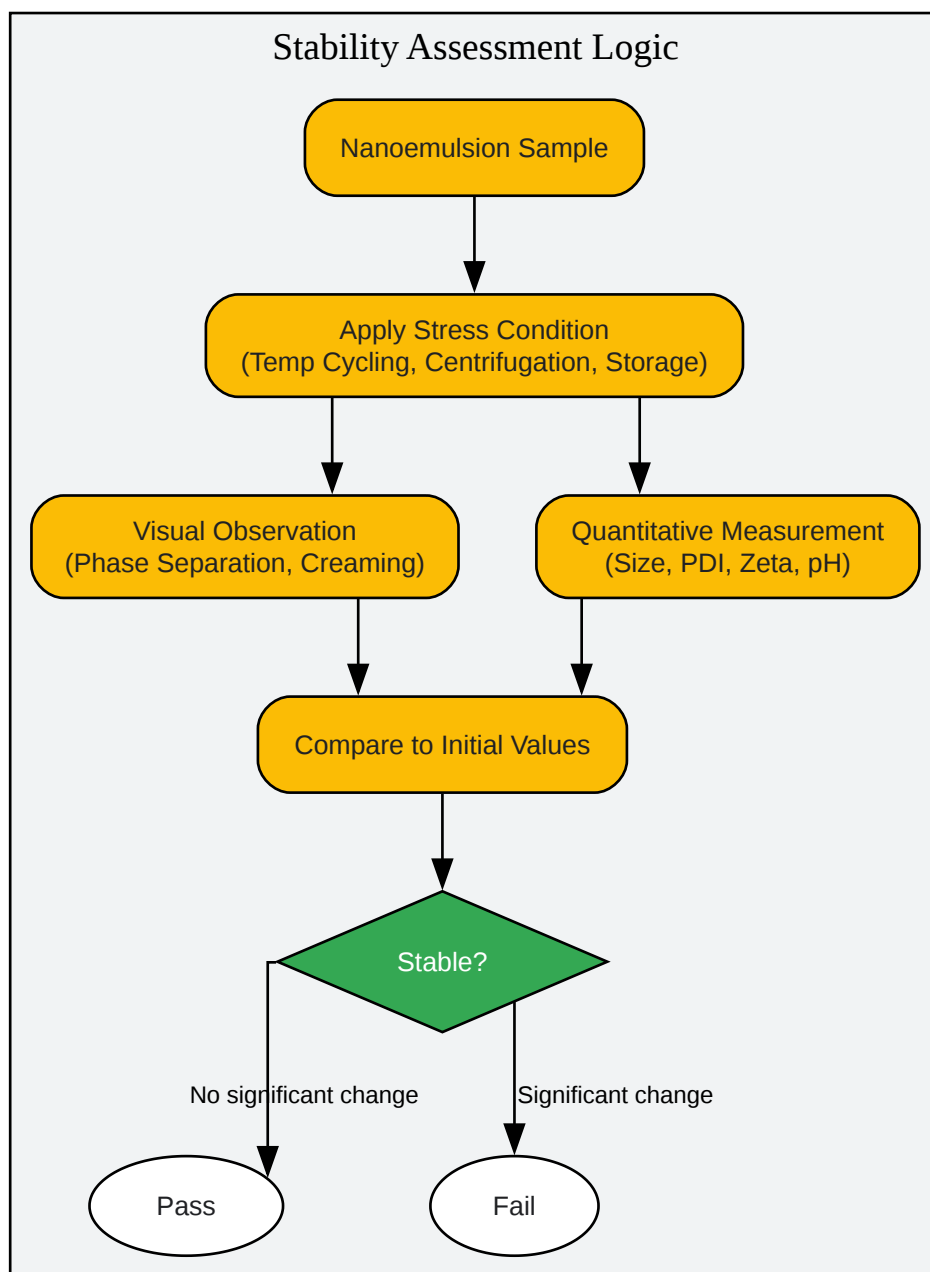 Stability Assessment Logic
Nanoemulsion Sample
Apply Stress Condition
(Temp Cycling, Centrifugation, Storage)
Visual Observation
(Phase Separation, Creaming)
Quantitative Measurement
(Size, PDI, Zeta, pH)
Compare to Initial Values
Stable?
No significant change
Significant change
Pass
Fail